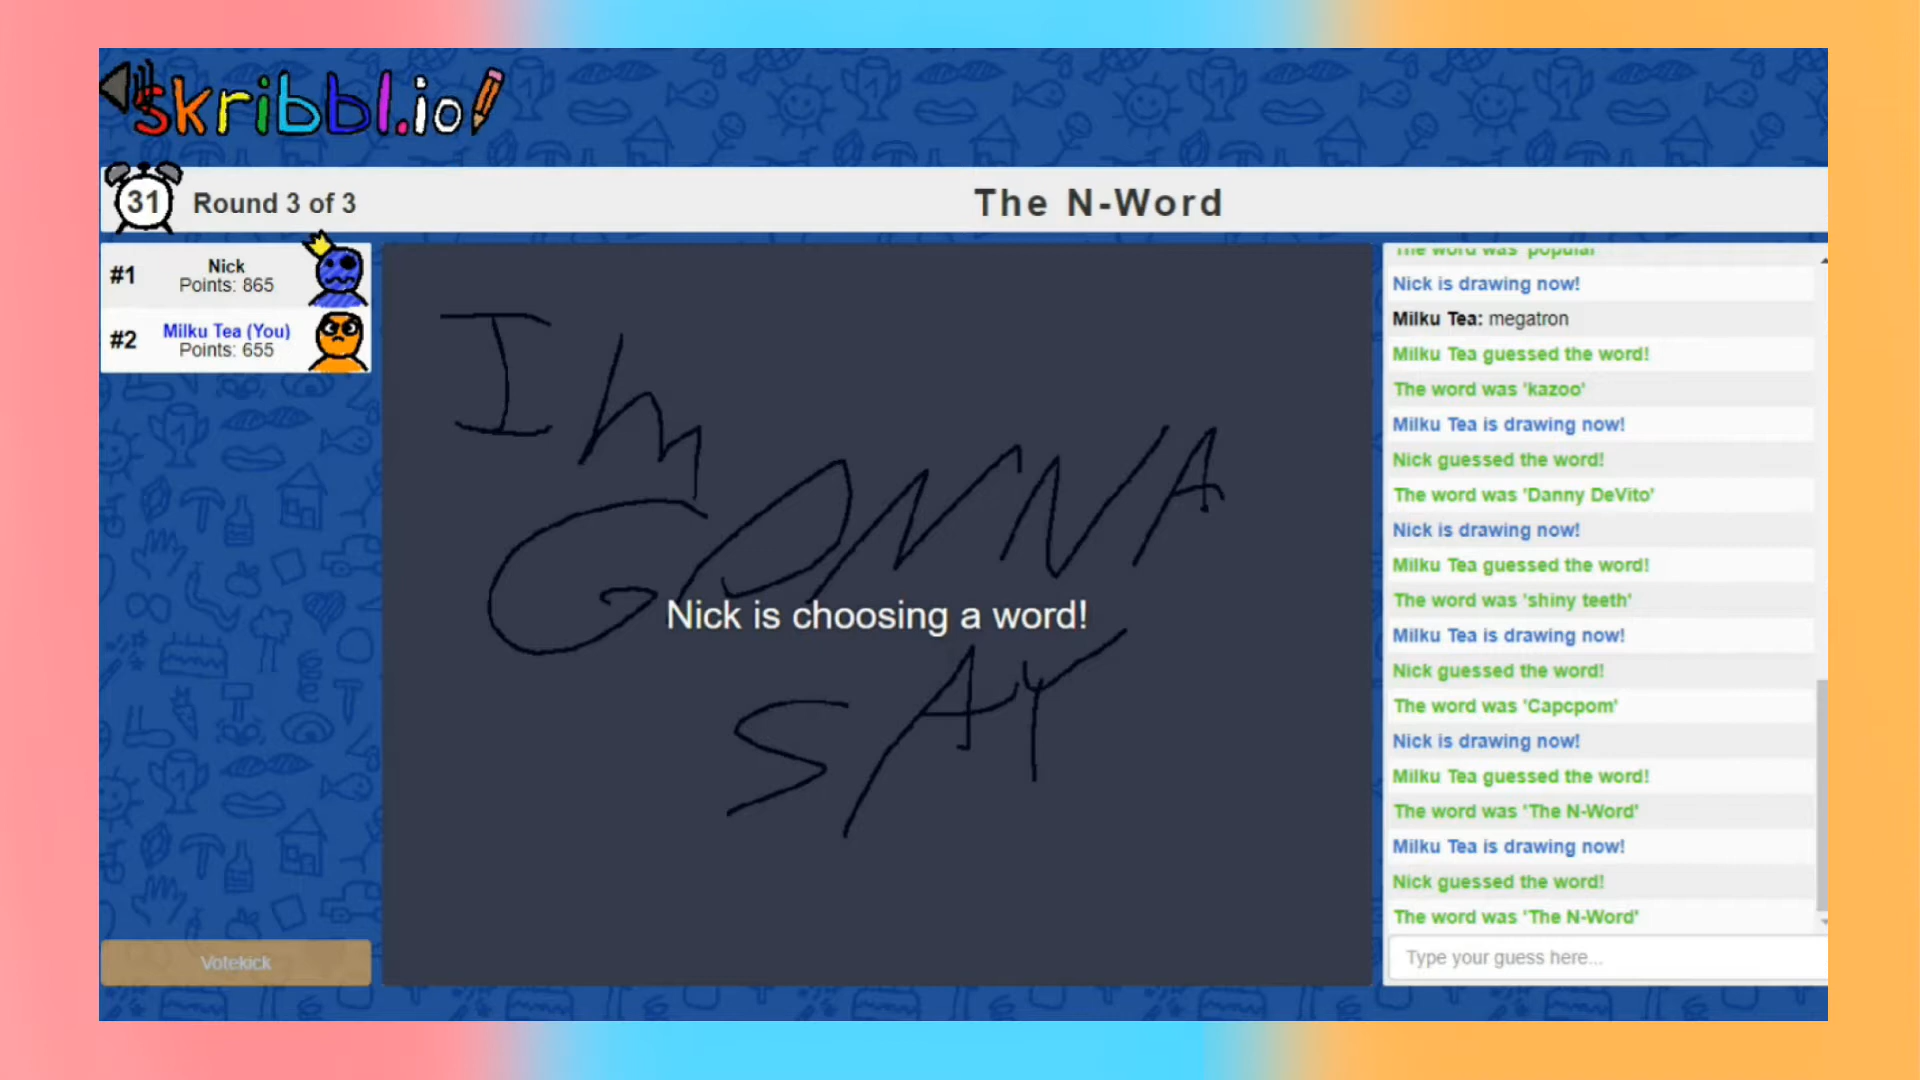 skribbl.io
31 Round 3 of 3
The N-Word
#1
Nick
Points: 865
#2
Milku Tea (You)
Points: 655
Votekick
Im
GONNA
SAY
Nick is choosing a word!
The word was 'popular
Nick is drawing now!
Milku Tea: megatron
Milku Tea guessed the word!
The word was 'kazoo'
Milku Tea is drawing now!
Nick guessed the word!
The word was 'Danny DeVito'
Nick is drawing now!
Milku Tea guessed the word!
The word was 'shiny teeth'
Milku Tea is drawing now!
Nick guessed the word!
The word was 'Capcpom'
Nick is drawing now!
Milku Tea guessed the word!
The word was 'The N-Word'
Milku Tea is drawing now!
Nick guessed the word!
The word was 'The N-Word'
Type your guess here...